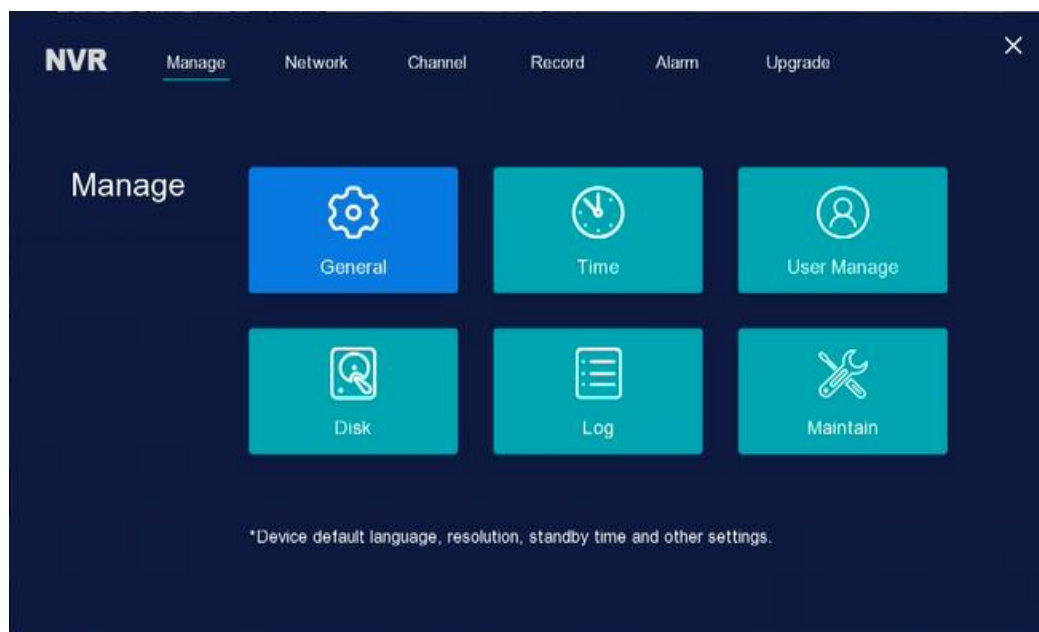 NVR Manage Network Channel Record Alarm Upgrade
Manage
General Time User Manage
Disk Log Maintain
*Device default language, resolution, standby time and other settings.